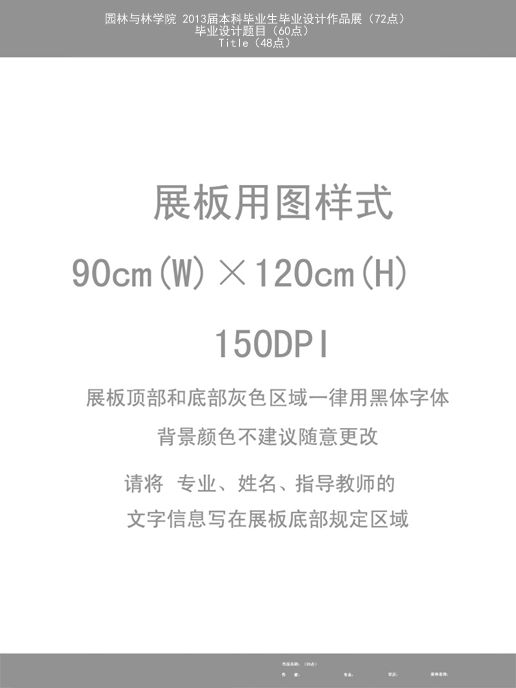 园林与林学院 2013届本科毕业生毕业设计作品展（72点）
毕业设计题目（60点）
Title（48点）
展板用图样式
90cm(W)×120cm(H)
150DPI
展板顶部和底部灰色区域一律用黑体字体
背景颜色不建议随意更改
请将 专业、姓名、指导教师的
文字信息写在展板底部规定区域